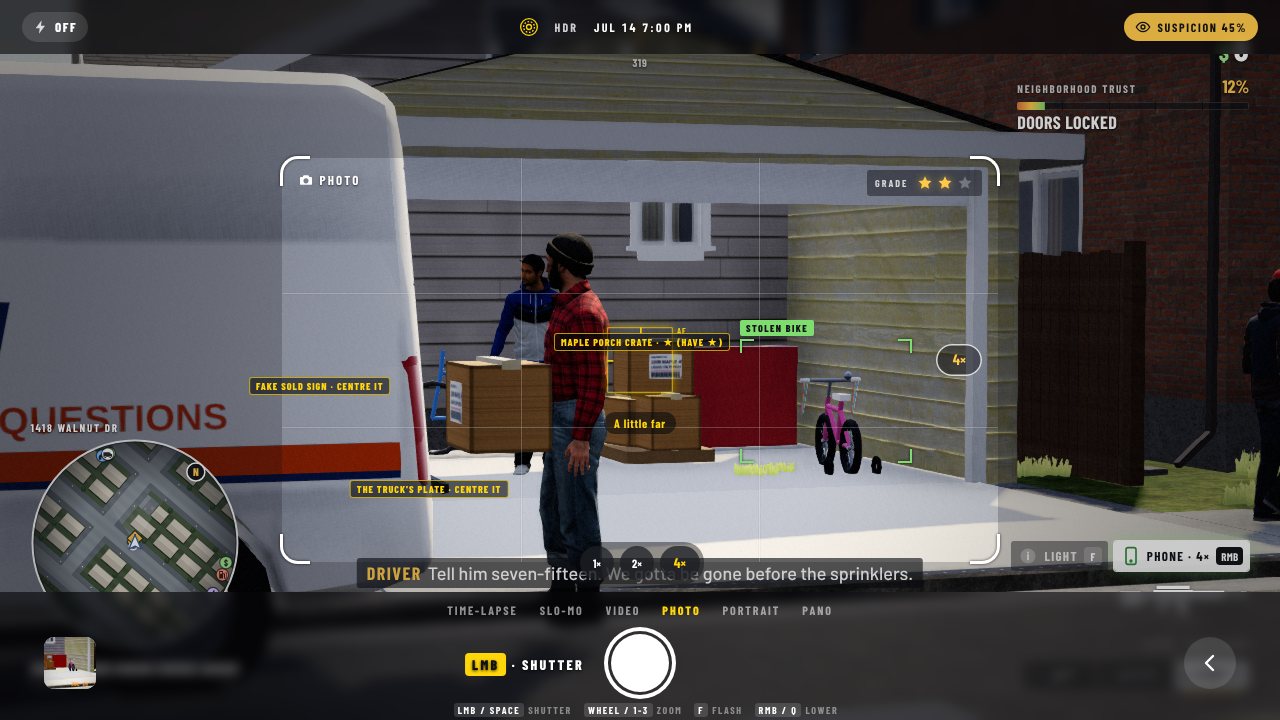 OFF
HDR JUL 14 7:00 PM
SUSPICION 45%
319
NEIGHBORHOOD TRUST 12%
DOORS LOCKED
PHOTO
GRADE
STOLEN BIKE
AF
MAPLE PORCH CRATE · ★ (HAVE ★)
4×
FAKE SOLD SIGN · CENTRE IT
A little far
QUESTIONS
1418 WALNUT DR
N
THE TRUCK'S PLATE · CENTRE IT
LIGHT F
PHONE · 4× RMB
1× 2× 4×
DRIVER Tell him seven-fifteen. We gotta be gone before the sprinklers.
TIME-LAPSE SLO-MO VIDEO PHOTO PORTRAIT PANO
LMB · SHUTTER
LMB / SPACE SHUTTER WHEEL / 1-3 ZOOM F FLASH RMB / Q LOWER